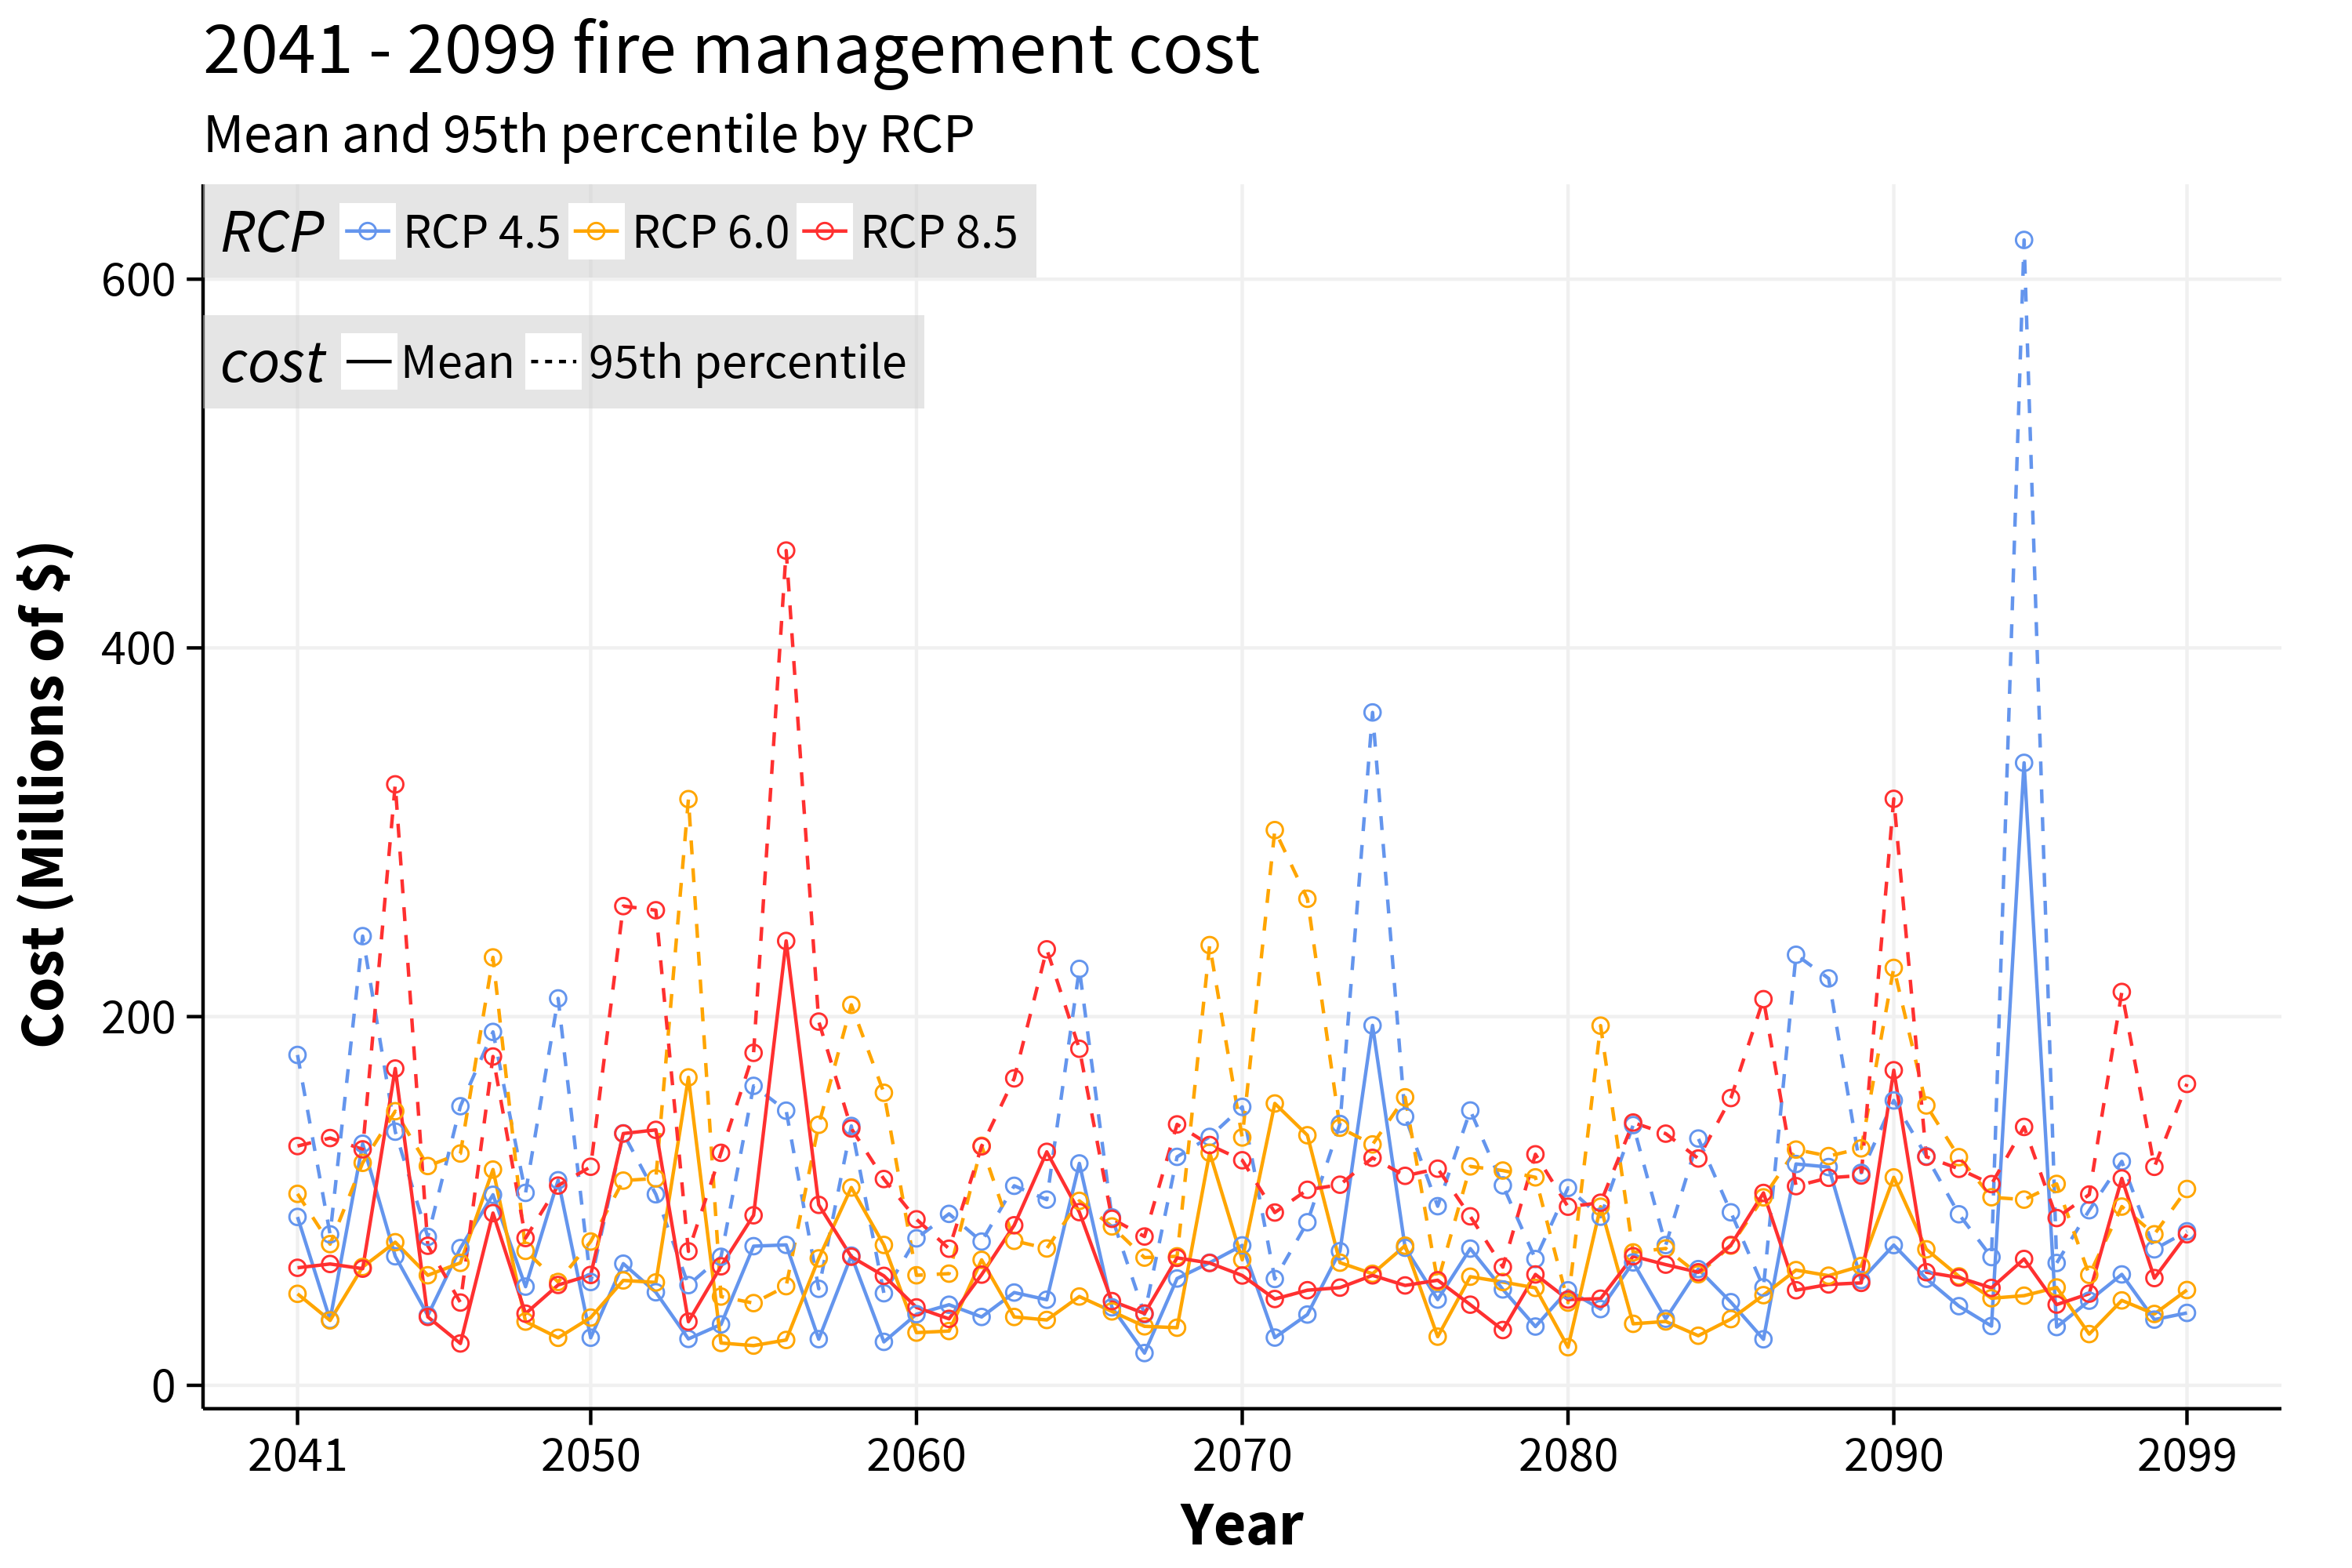 2041 - 2099 fire management cost
Mean and 95th percentile by RCP
RCP RCP 4.5 RCP 6.0 RCP 8.5
cost Mean 95th percentile
Cost (Millions of $)
600
400
200
0
2041 2050 2060 2070 2080 2090 2099
Year